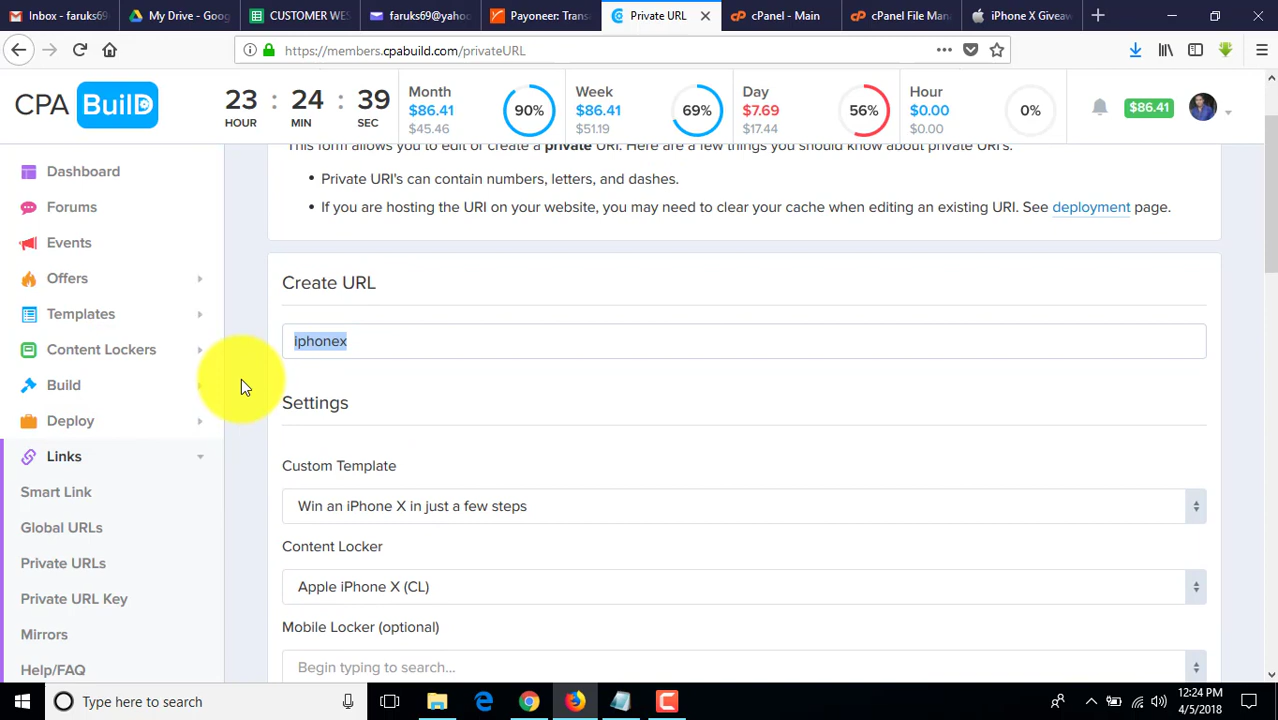 Inbox - faruks69
My Drive - Goog
CUSTOMER WES
faruks69@yahoo
Payoneer: Trans
Private URL
cPanel - Main
cPanel File Man
iPhone X Giveaw
https://members.cpabuild.com/privateURL
CPA BuilD
23 : 24 : 39
HOUR MIN SEC
Month
$86.41
$45.46
90%
Week
$86.41
$51.19
69%
Day
$7.69
$17.44
56%
Hour
$0.00
$0.00
0%
$86.41
Dashboard
Forums
Events
Offers
Templates
Content Lockers
Build
Deploy
Links
Smart Link
Global URLs
Private URLs
Private URL Key
Mirrors
Help/FAQ
This form allows you to edit or create a private URI. Here are a few things you should know about private URI's.
• Private URI's can contain numbers, letters, and dashes.
• If you are hosting the URI on your website, you may need to clear your cache when editing an existing URI. See deployment page.
Create URL
iphonex
Settings
Custom Template
Win an iPhone X in just a few steps
Content Locker
Apple iPhone X (CL)
Mobile Locker (optional)
Begin typing to search...
Type here to search
12:24 PM
4/5/2018